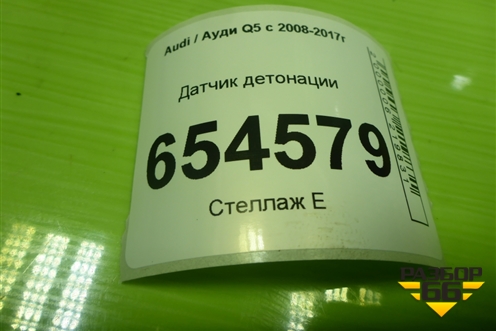 Audi / Ауди Q5 с 2008-2017г
Датчик детонации
654579
Стеллаж Е
РАЗБОР
66